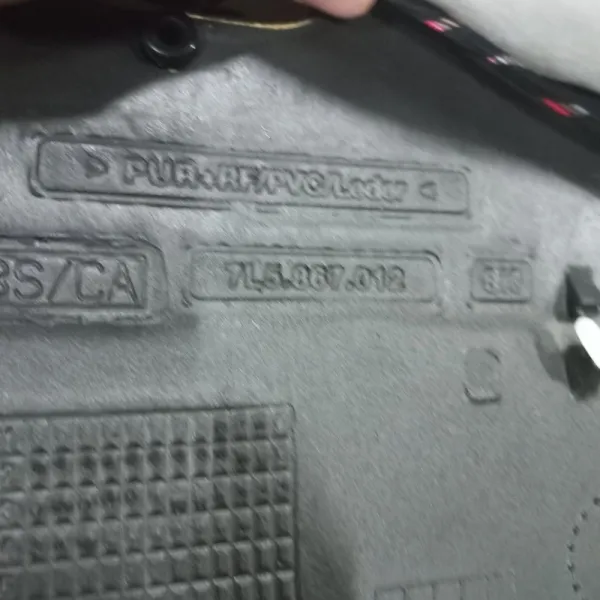 > PUR+RF/PVC/Leder <
BS/CA 7L5.867.012